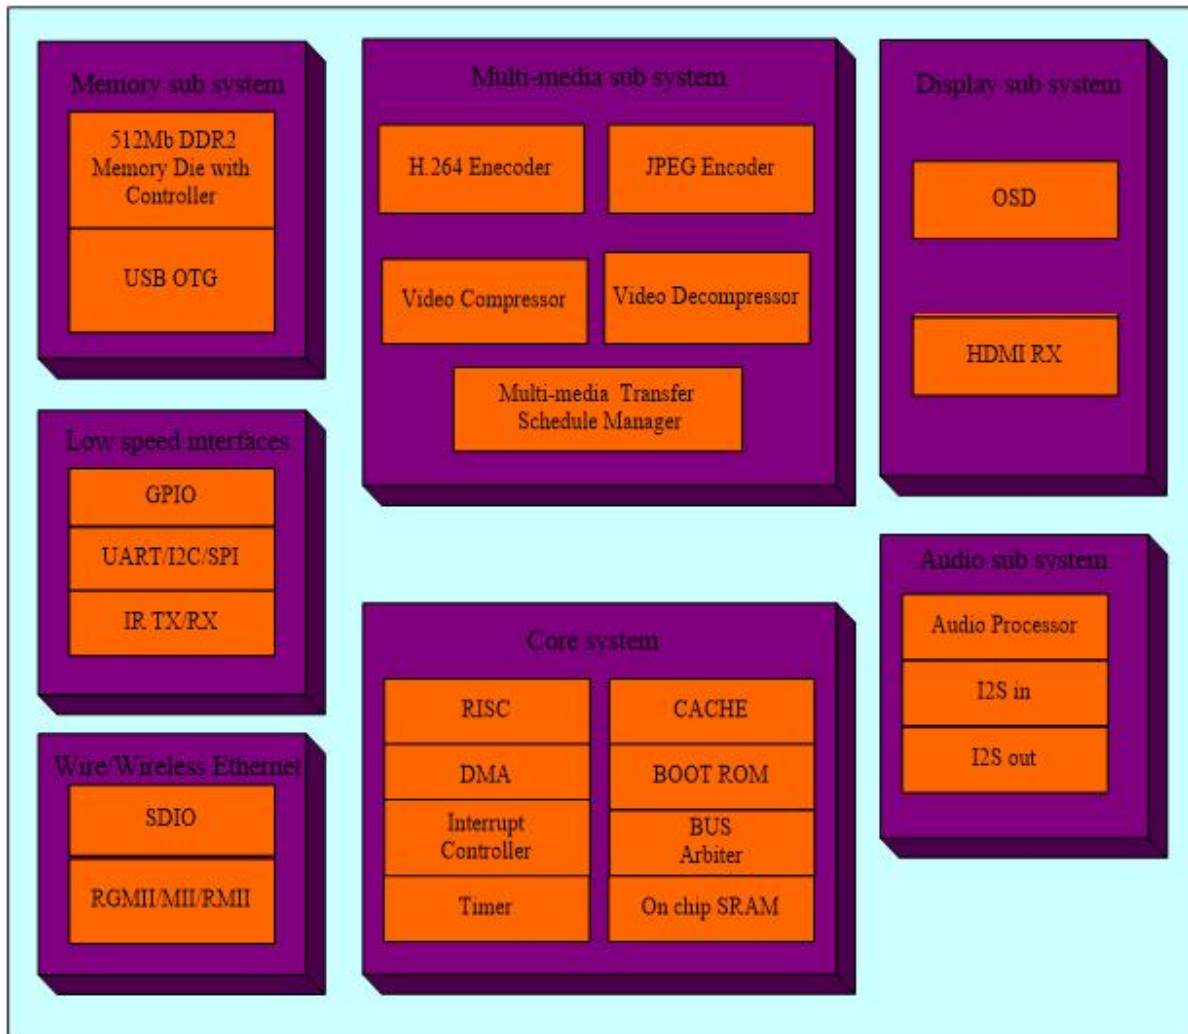 Memory sub system
512Mb DDR2
Memory Die with
Controller
USB OTG
Multi-media sub system
H.264 Enecoder
JPEG Encoder
Video Compressor
Video Decompressor
Multi-media Transfer
Schedule Manager
Display sub system
OSD
HDMI RX
Low speed interfaces
GPIO
UART/I2C/SPI
IR TX/RX
Wire/Wireless Ethernet
SDIO
RGMII/MII/RMII
Core system
RISC
DMA
Interrupt
Controller
Timer
CACHE
BOOT ROM
BUS
Arbiter
On chip SRAM
Audio sub system
Audio Processor
I2S in
I2S out